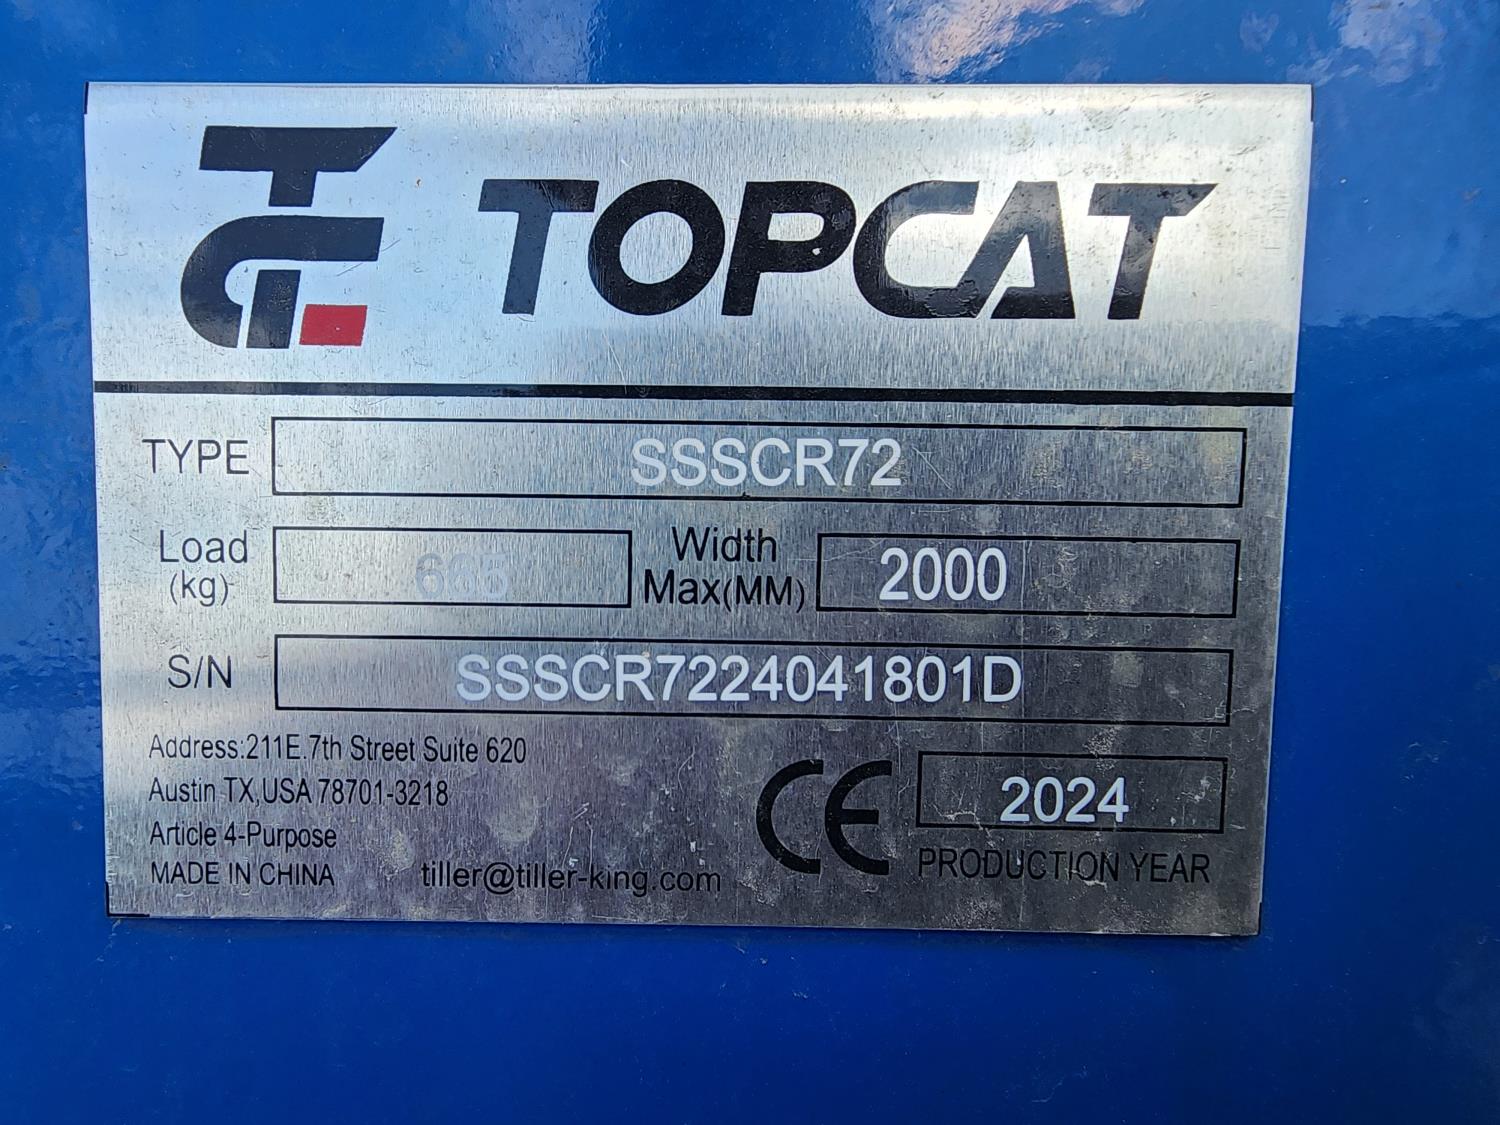 TOPCAT
TYPE SSSCR72
Load (kg) 665 Width Max(MM) 2000
S/N SSSCR7224041801D
Address:211E.7th Street Suite 620
Austin TX,USA 78701-3218
Article 4-Purpose
MADE IN CHINA tiller@tiller-king.com
CE 2024
PRODUCTION YEAR